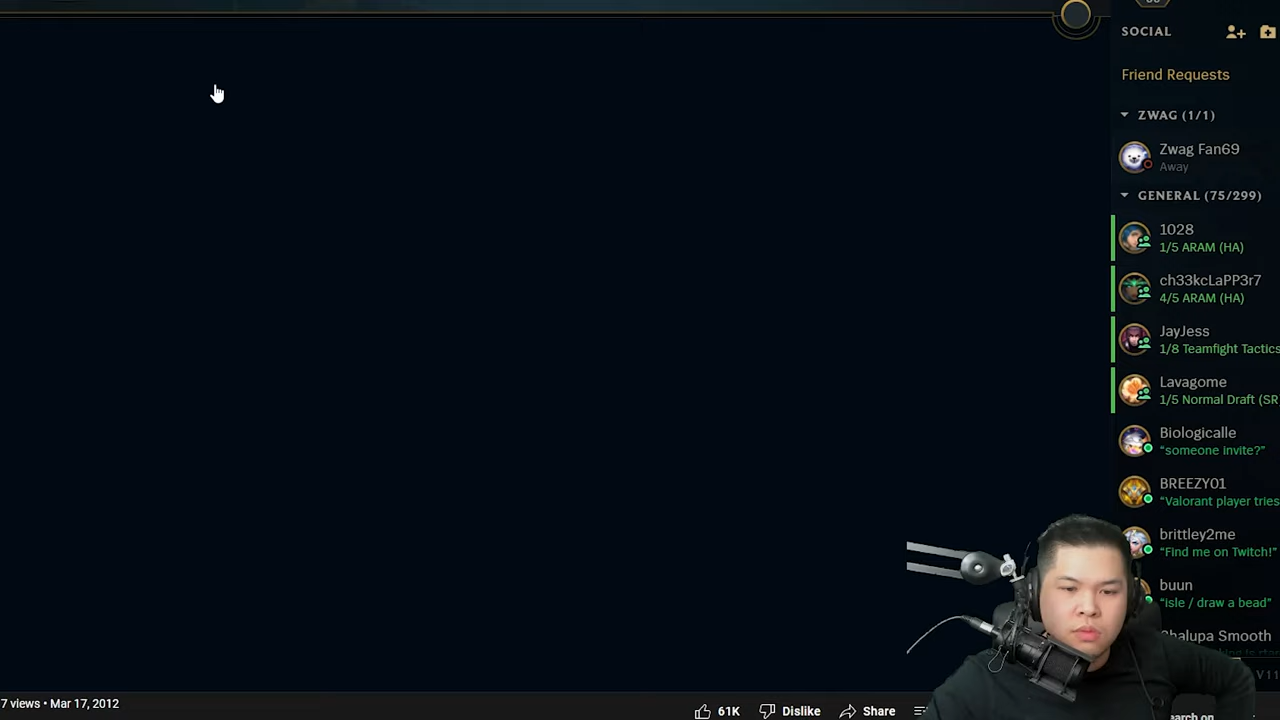 SOCIAL
Friend Requests
ZWAG (1/1)
Zwag Fan69
Away
GENERAL (75/299)
1028
1/5 ARAM (HA)
ch33kcLaPP3r7
4/5 ARAM (HA)
JayJess
1/8 Teamfight Tactics
Lavagome
1/5 Normal Draft (SR
Biologicalle
"someone invite?"
BREEZY01
"Valorant player tries
brittley2me
"Find me on Twitch!"
buun
"isle / draw a bead"
Chalupa Smooth
V11
7 views • Mar 17, 2012
61K
Dislike
Share